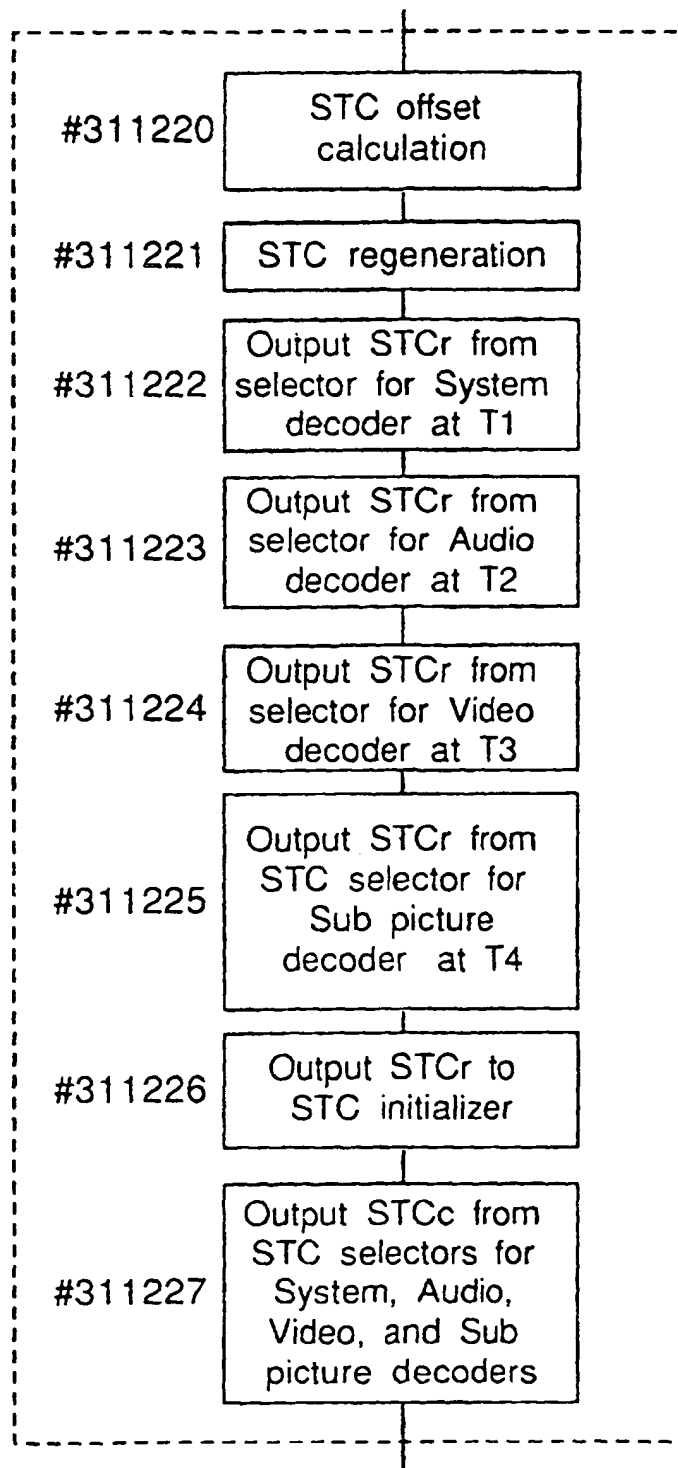 #311220
STC offset
calculation
#311221
STC regeneration
#311222
Output STCr from
selector for System
decoder at T1
#311223
Output STCr from
selector for Audio
decoder at T2
#311224
Output STCr from
selector for Video
decoder at T3
#311225
Output STCr from
STC selector for
Sub picture
decoder at T4
#311226
Output STCr to
STC initializer
#311227
Output STCc from
STC selectors for
System, Audio,
Video, and Sub
picture decoders